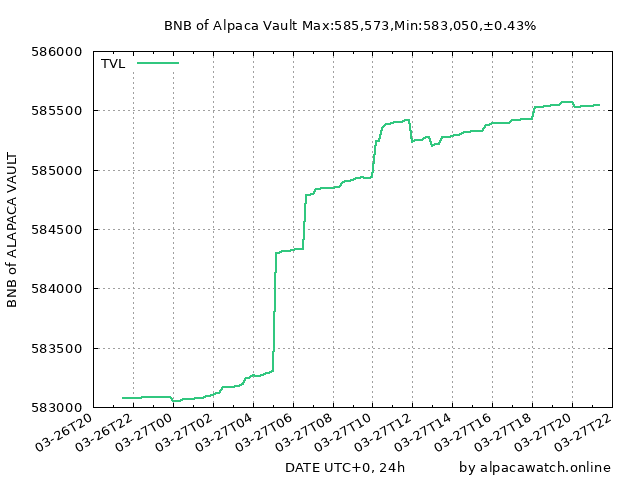 BNB of Alpaca Vault Max:585,573,Min:583,050,±0.43%
TVL
BNB of ALAPACA VAULT
586000
585500
585000
584500
584000
583500
583000
03-26T20
03-26T22
03-27T00
03-27T02
03-27T04
03-27T06
03-27T08
03-27T10
03-27T12
03-27T14
03-27T16
03-27T18
03-27T20
03-27T22
DATE UTC+0, 24h
by alpacawatch.online